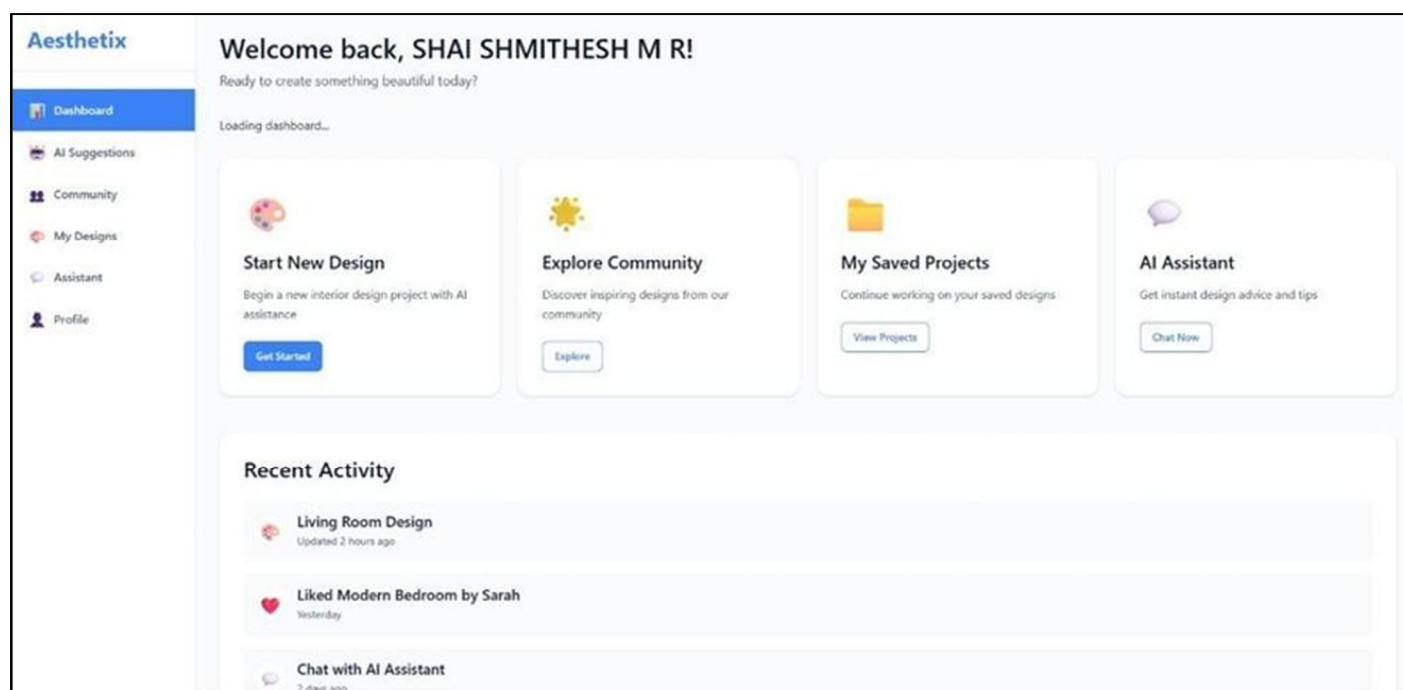 Aesthetix
Dashboard
AI Suggestions
Community
My Designs
Assistant
Profile
Welcome back, SHAI SHMITHESH M R!
Ready to create something beautiful today?
Loading dashboard...
Start New Design
Begin a new interior design project with AI
assistance
Get Started
Explore Community
Discover inspiring designs from our
community
Explore
My Saved Projects
Continue working on your saved designs
View Projects
AI Assistant
Get instant design advice and tips
Chat Now
Recent Activity
Living Room Design
Updated 2 hours ago
Liked Modern Bedroom by Sarah
Yesterday
Chat with AI Assistant
2 days ago